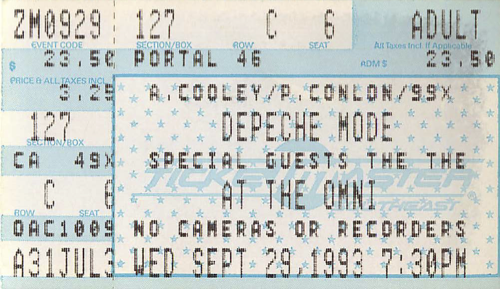 ZM0929 127 C 6 ADULT
EVENT CODE SECTION/BOX ROW SEAT All Taxes Incl. If Applicable
$ 23.50 PORTAL 46 ADM $ 23.50
PRICE & ALL TAXES INCL.
3.25 A.COOLEY/P.CONLON/99X
127 DEPECHE MODE
SECTION/BOX
CA 49X SPECIAL GUESTS THE THE
TICKETMASTER
C 6 AT THE OMNI
ROW SEAT
OAC1009 NO CAMERAS OR RECORDERS
A31JUL3 WED SEPT 29,1993 7:30PM